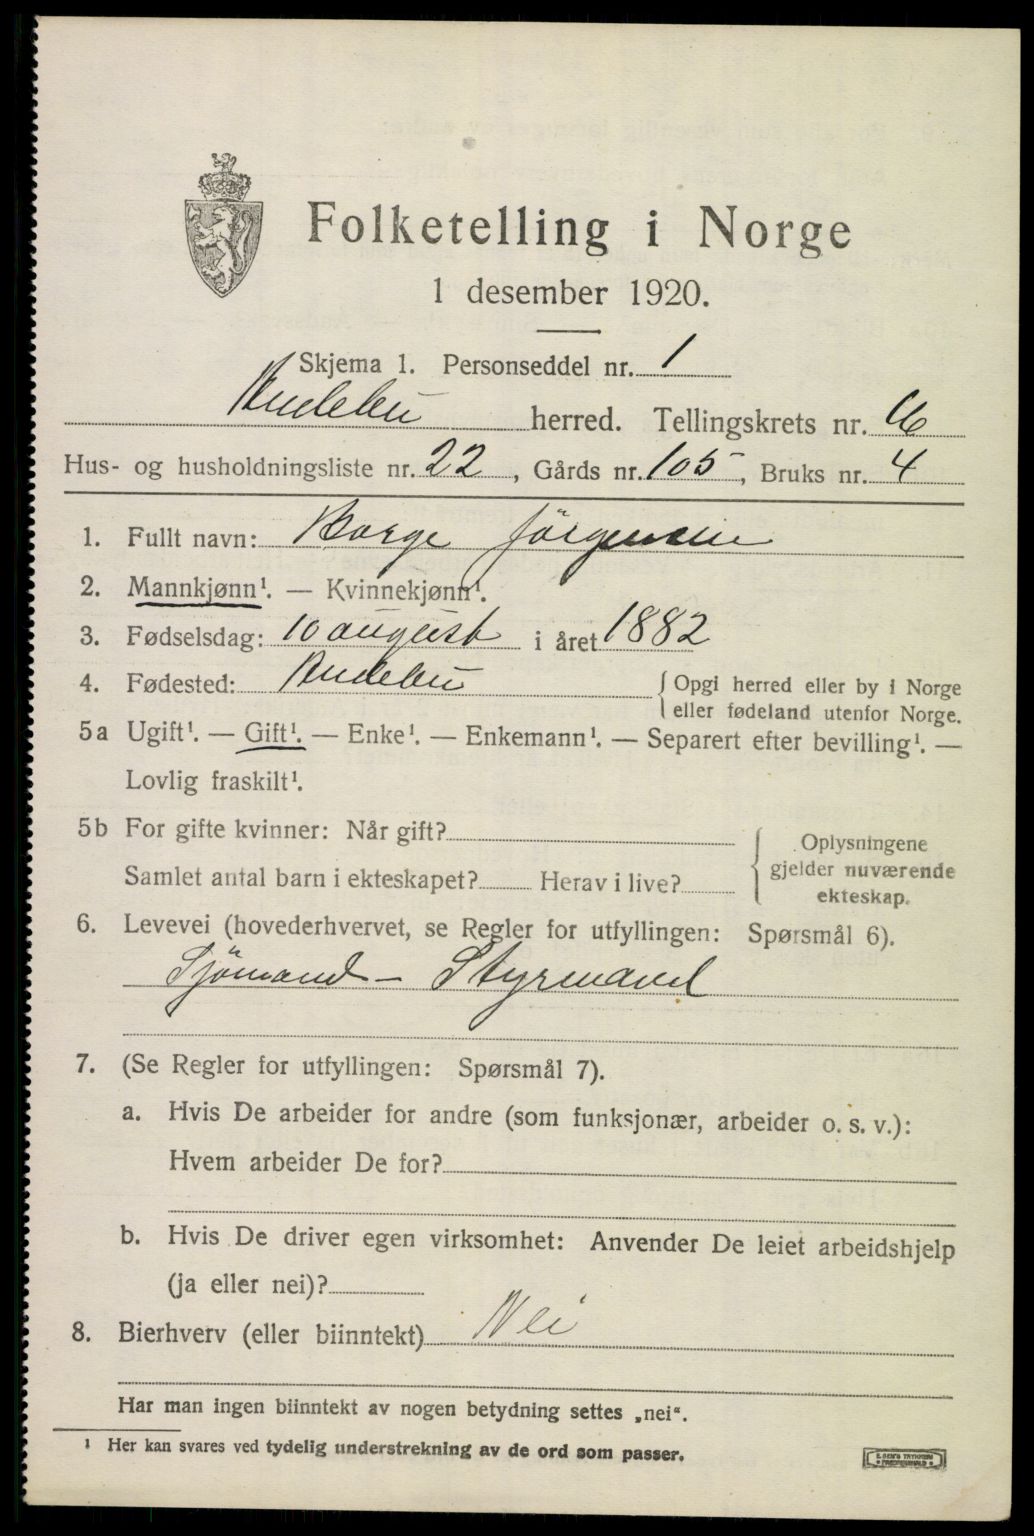 Folketelling i Norge
1 desember 1920.
Skjema 1. Personseddel nr. 1
Andebu herred. Tellingskrets nr. 6
Hus- og husholdningsliste nr. 22, Gårds nr. 105, Bruks nr. 4
1. Fullt navn: Borge Jörgensen
2. Mannkjønn¹. — Kvinnekjønn¹.
3. Fødselsdag: 10 august i året 1882
4. Fødested: Andebu { Opgi herred eller by i Norge
eller fødeland utenfor Norge.
5a Ugift¹. — Gift¹. — Enke¹. — Enkemann¹. — Separert efter bevilling¹. —
Lovlig fraskilt¹.
5b For gifte kvinner: Når gift?
Samlet antal barn i ekteskapet? Herav i live?
{ Oplysningene
gjelder nuværende
ekteskap.
6. Levevei (hovederhvervet, se Regler for utfyllingen: Spørsmål 6).
Sjömand - Styrmand
7. (Se Regler for utfyllingen: Spørsmål 7).
a. Hvis De arbeider for andre (som funksjonær, arbeider o. s. v.):
Hvem arbeider De for?
b. Hvis De driver egen virksomhet: Anvender De leiet arbeidshjelp
(ja eller nei)?
8. Bierhverv (eller biinntekt) Nei
Har man ingen biinntekt av nogen betydning settes „nei“.
¹ Her kan svares ved tydelig understrekning av de ord som passer.